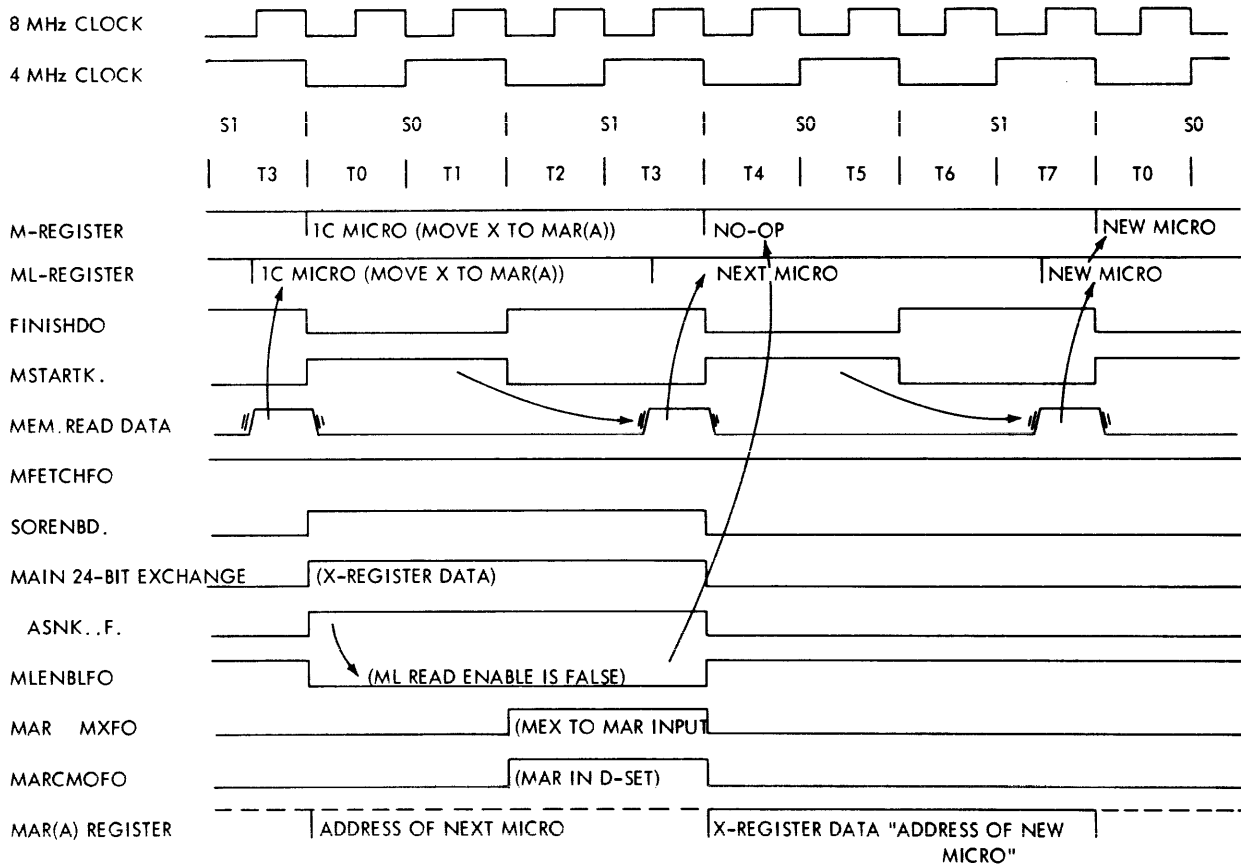 8 MHz CLOCK
4 MHz CLOCK
S1 S0 S1 S0 S1 S0
T3 T0 T1 T2 T3 T4 T5 T6 T7 T0
M-REGISTER 1C MICRO (MOVE X TO MAR(A)) NO-OP NEW MICRO
ML-REGISTER 1C MICRO (MOVE X TO MAR(A)) NEXT MICRO NEW MICRO
FINISHDO
MSTARTK.
MEM.READ DATA
MFETCHFO
SORENBD.
MAIN 24-BIT EXCHANGE (X-REGISTER DATA)
ASNK..F.
MLENBLFO (ML READ ENABLE IS FALSE)
MAR MXFO (MEX TO MAR INPUT
MARCMOFO (MAR IN D-SET)
MAR(A) REGISTER ADDRESS OF NEXT MICRO X-REGISTER DATA "ADDRESS OF NEW
MICRO"